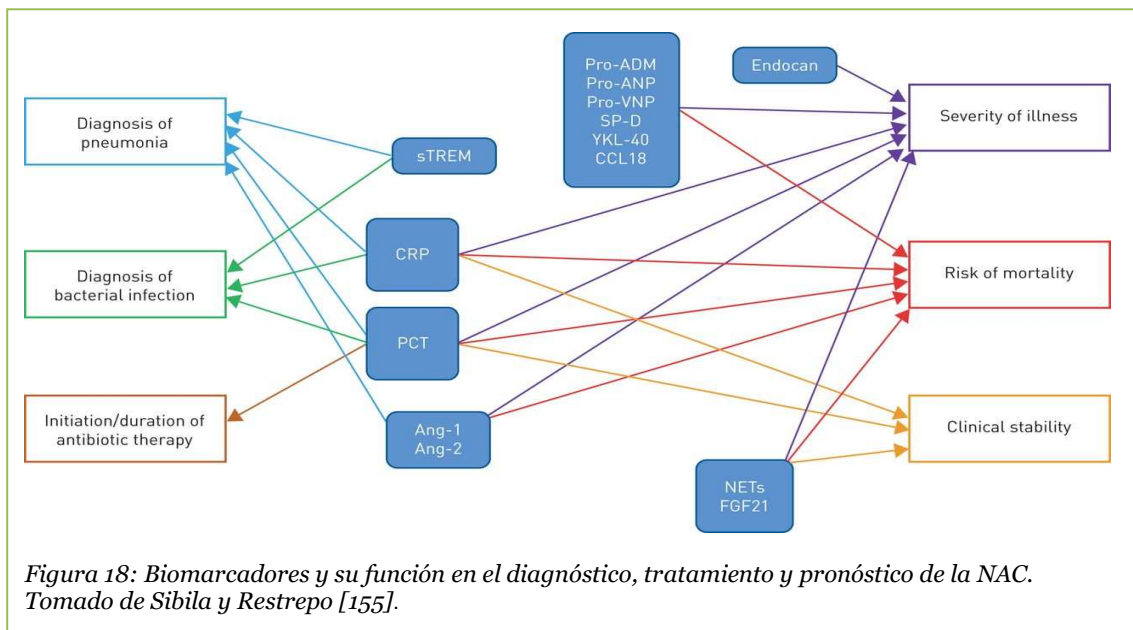 Pro-ADM
Pro-ANP
Pro-VNP
SP-D
YKL-40
CCL18
Endocan
Diagnosis of
pneumonia
Severity of illness
sTREM
CRP
Diagnosis of
bacterial infection
Risk of mortality
PCT
Initiation/duration of
antibiotic therapy
Ang-1
Ang-2
Clinical stability
NETs
FGF21
Figura 18: Biomarcadores y su función en el diagnóstico, tratamiento y pronóstico de la NAC.
Tomado de Sibila y Restrepo [155].